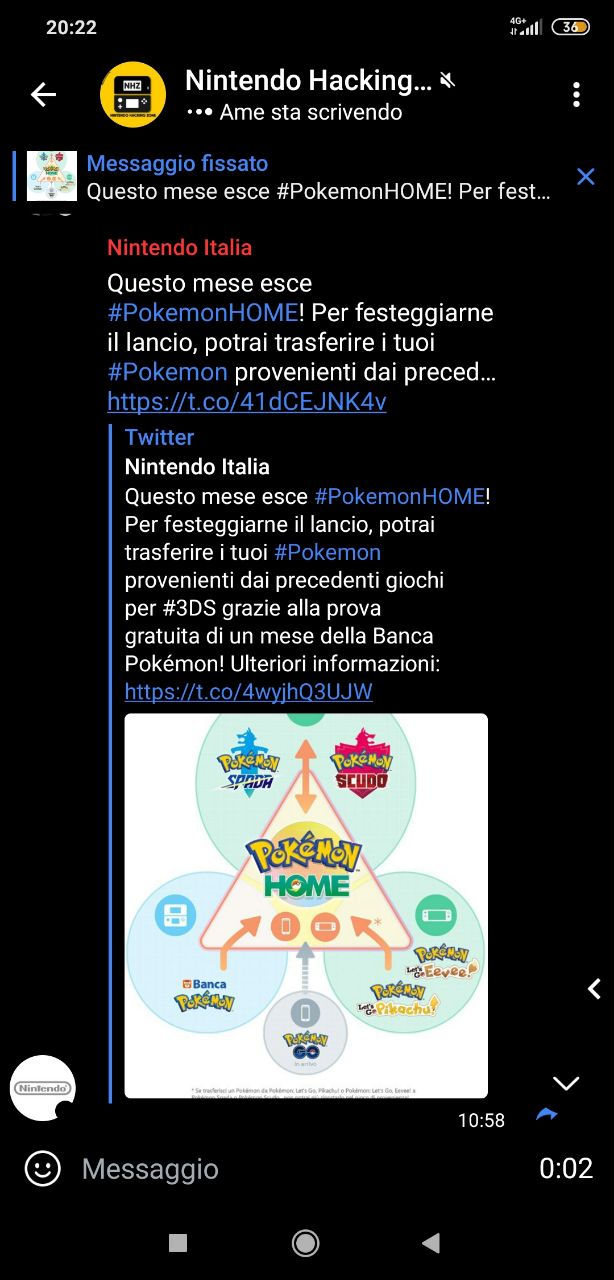 20:22
4G+
36
NHZ
NINTENDO HACKING ZONE
Nintendo Hacking...
Ame sta scrivendo
Messaggio fissato
Questo mese esce #PokemonHOME! Per fest...
Nintendo Italia
Questo mese esce
#PokemonHOME! Per festeggiarne
il lancio, potrai trasferire i tuoi
#Pokemon provenienti dai preced...
https://t.co/41dCEJNK4v
Twitter
Nintendo Italia
Questo mese esce #PokemonHOME!
Per festeggiarne il lancio, potrai
trasferire i tuoi #Pokemon
provenienti dai precedenti giochi
per #3DS grazie alla prova
gratuita di un mese della Banca
Pokémon! Ulteriori informazioni:
https://t.co/4wyjhQ3UJW
POKÉMON
SPADA
POKÉMON
SCUDO
POKÉMON
HOME
*
Banca
POKÉMON
POKÉMON
Let's Go Eevee!
POKÉMON
Let's Go Pikachu!
POKÉMON
GO
in arrivo
* Se trasferisci un Pokémon da Pokémon: Let's Go, Pikachu! o Pokémon: Let's Go, Eevee! a
Nintendo
10:58
Messaggio
0:02